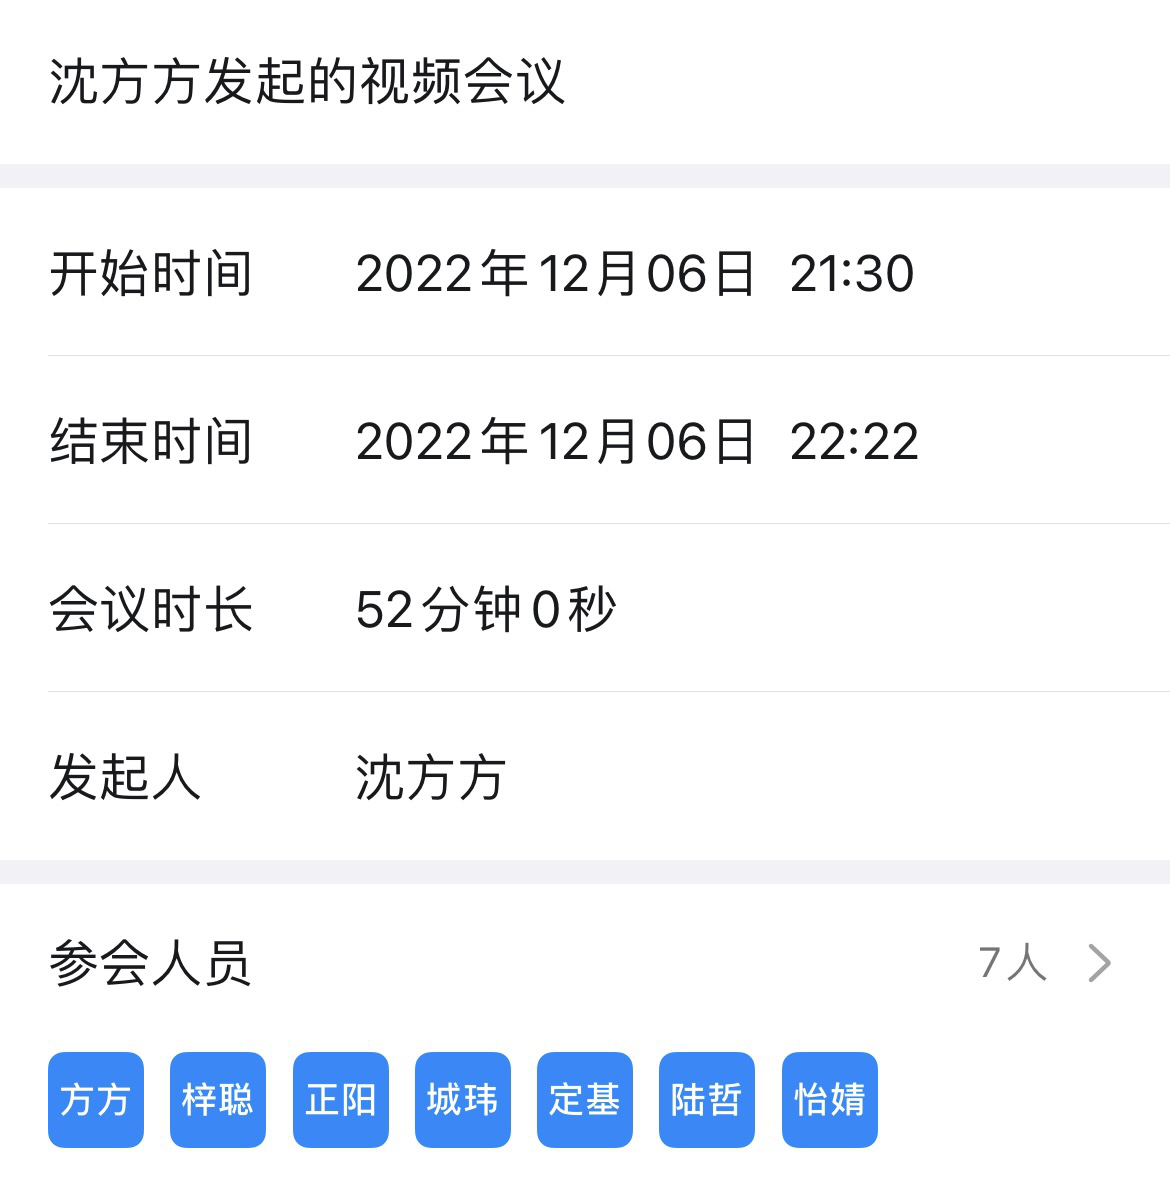 沈方方发起的视频会议
开始时间 2022年12月06日 21:30
结束时间 2022年12月06日 22:22
会议时长 52分钟0秒
发起人 沈方方
参会人员 7人
方方 梓聪 正阳 城玮 定基 陆哲 怡婧